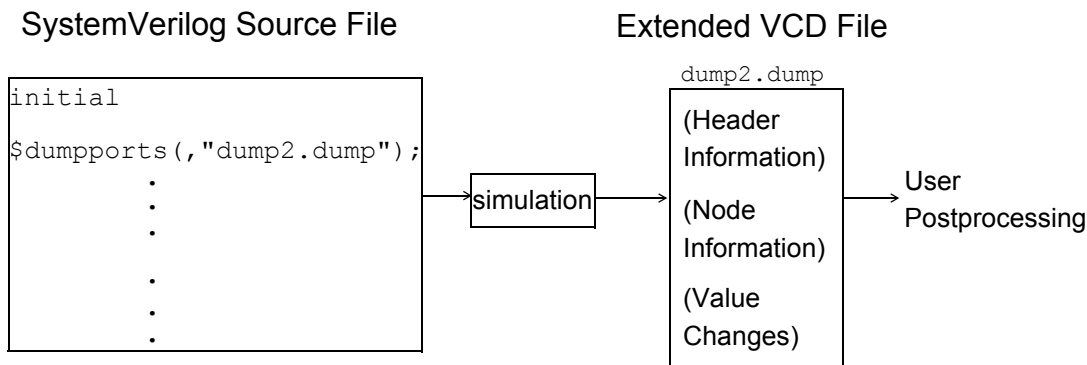 SystemVerilog Source File
initial
$dumpports(,"dump2.dump");
.
.
.
.
.
.
simulation
Extended VCD File
dump2.dump
(Header
Information)
(Node
Information)
(Value
Changes)
User
Postprocessing